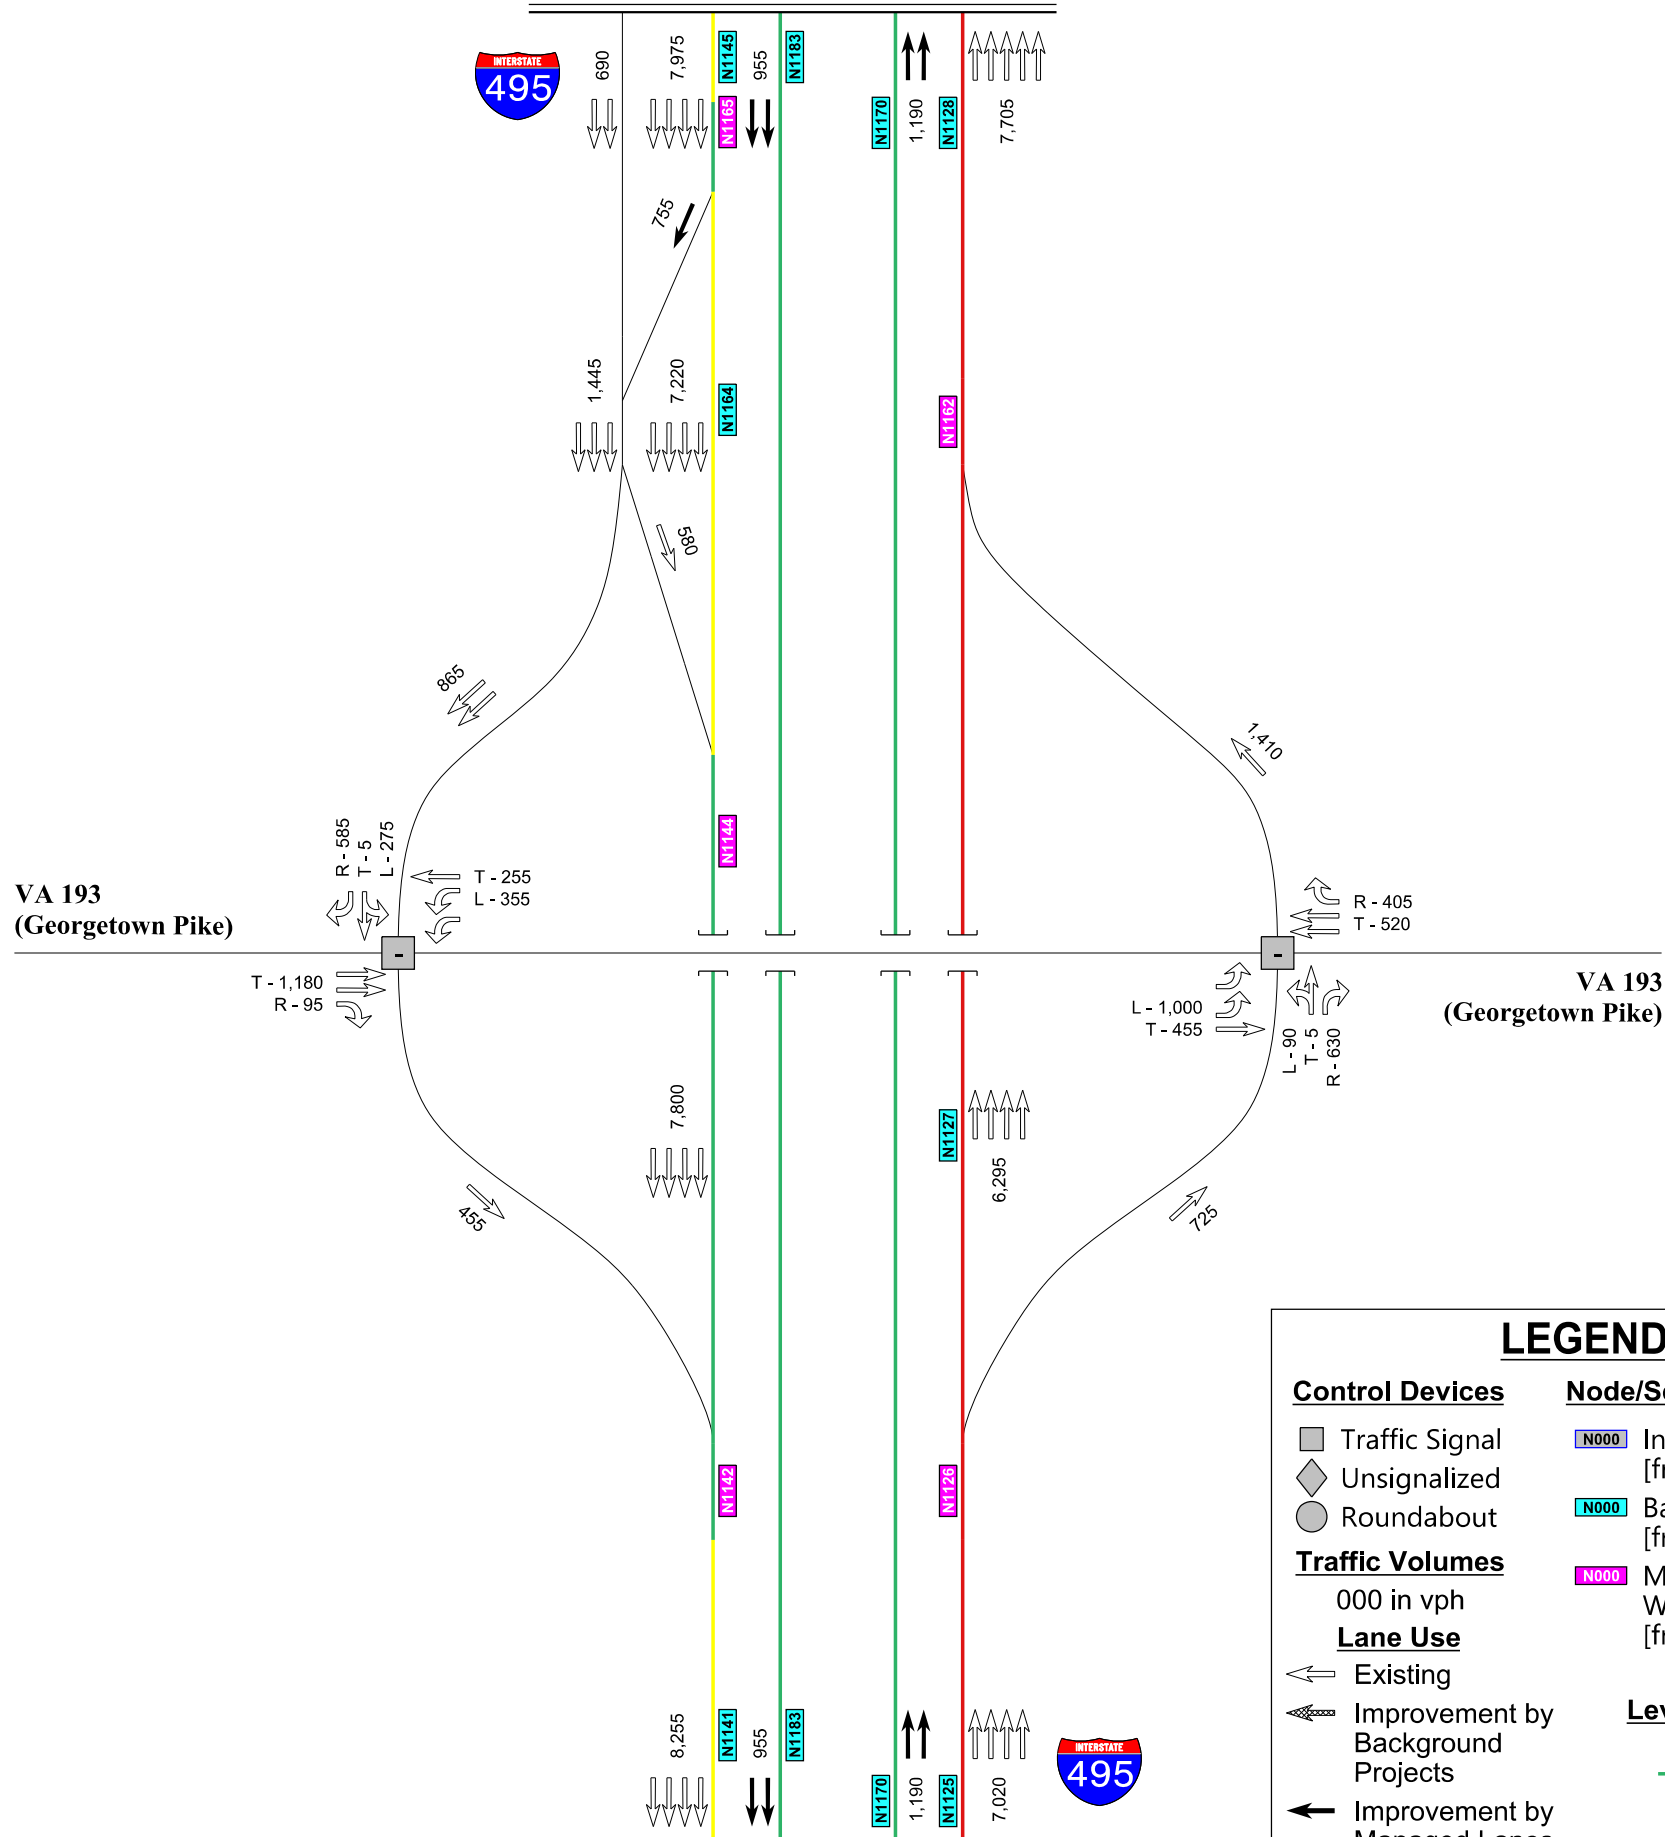 INTERSTATE
495
690
7,975
N1145
N1165
955
N1183
N1170
1,190
N1128
7,705
755
1,445
7,220
N1164
N1162
580
865
1,410
N1144
R - 585
T - 5
L - 275
T - 255
L - 355
VA 193
(Georgetown Pike)
R - 405
T - 520
-
-
T - 1,180
R - 95
L - 1,000
T - 455
L - 90
T - 5
R - 630
VA 193
(Georgetown Pike)
7,800
N1127
6,295
455
725
N1142
N1126
8,255
N1141
955
N1183
N1170
1,190
N1125
7,020
INTERSTATE
495
LEGEND
Control Devices
Traffic Signal
Unsignalized
Roundabout
Traffic Volumes
000 in vph
Lane Use
Existing
Improvement by
Background
Projects
Improvement by
Managed Lanes
N000
[fr
N000
[fr
N000
[fr